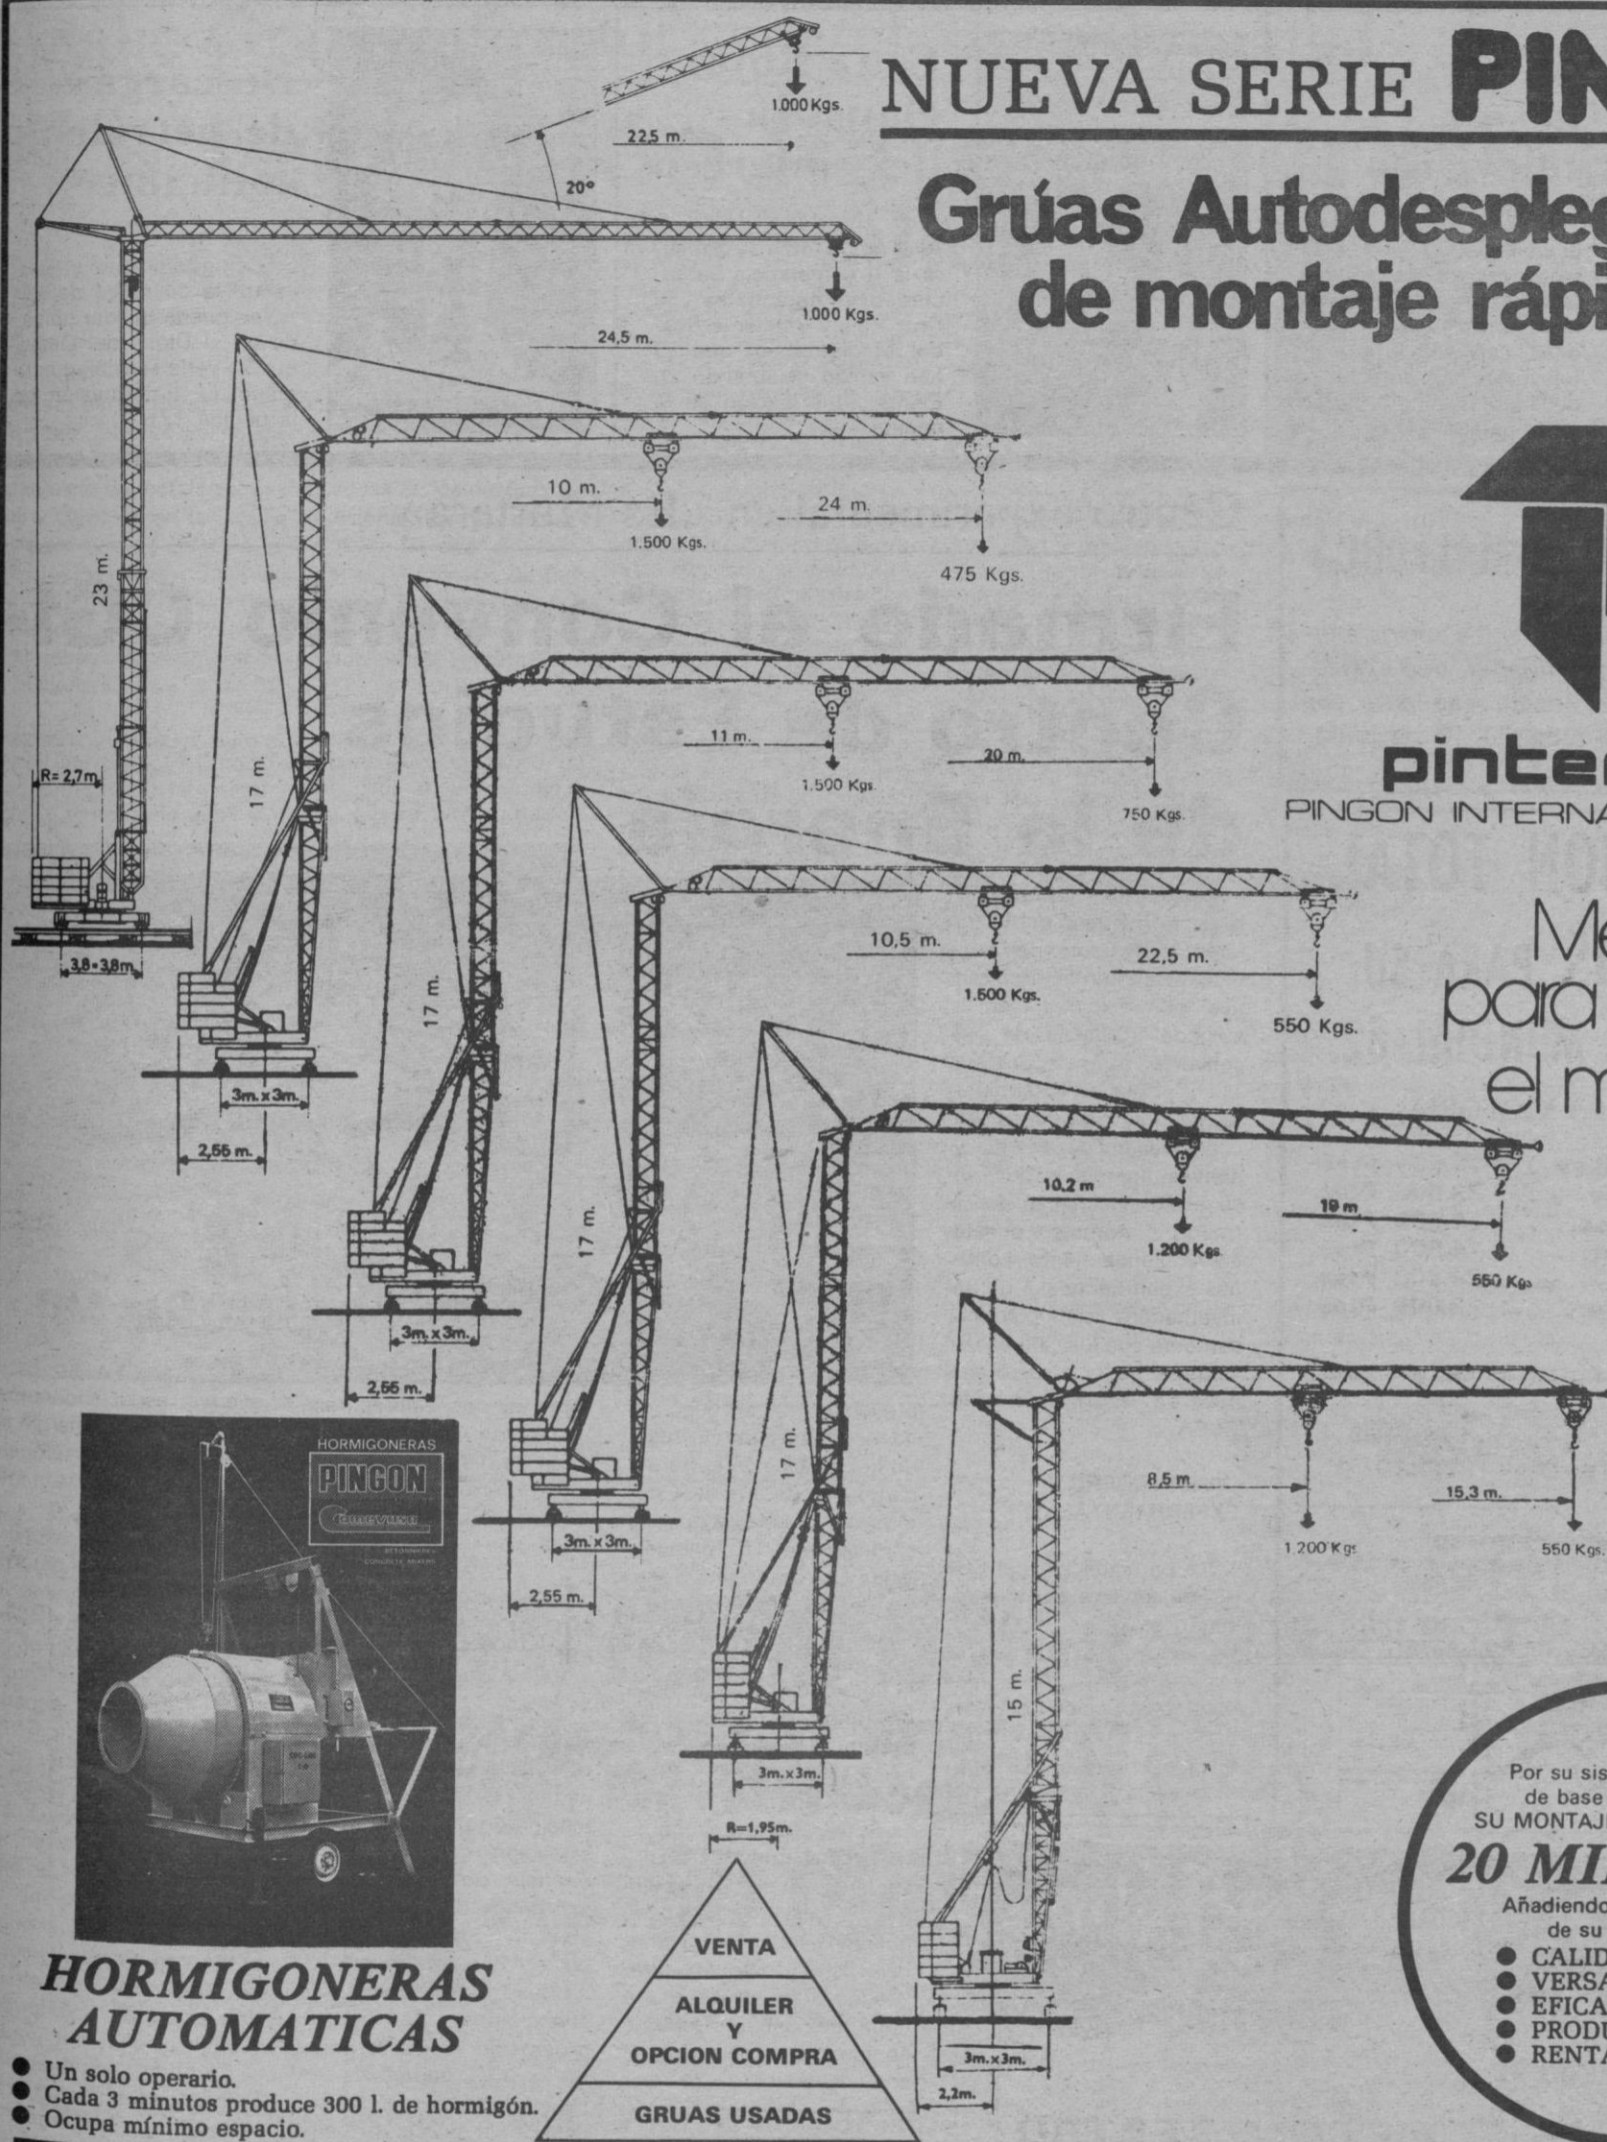 NUEVA SERIE PIN
Grúas Autodespleg
de montaje rápi
1.000 Kgs.
22,5 m.
20°
1.000 Kgs.
24,5 m.
23 m.
R= 2,7m.
3,8·3,8m.
10 m.
24 m.
1.500 Kgs.
475 Kgs.
17 m.
3m. x 3m.
2,55 m.
11 m.
20 m.
1.500 Kgs.
750 Kgs.
17 m.
3m. x 3m.
2,55 m.
pinte
PINGON INTERNA
10,5 m.
22,5 m.
1.500 Kgs.
550 Kgs.
17 m.
3m. x 3m.
2,55 m.
Me
para
el m
10,2 m
19 m
1.200 Kgs.
550 Kgs
17 m.
3m. x 3m.
R=1,95m.
8,5 m.
15,3 m.
1.200 Kgs
550 Kgs.
15 m.
3m. x 3m.
2,2m.
HORMIGONERAS
PINGON
Camevusa
CONCRETE MIXERS
HORMIGONERAS
AUTOMATICAS
● Un solo operario.
● Cada 3 minutos produce 300 l. de hormigón.
● Ocupa mínimo espacio.
VENTA
ALQUILER
Y
OPCION COMPRA
GRUAS USADAS
Por su sis
de base
SU MONTAJ
20 MI
Añadiendo
de su
● CALID
● VERSA
● EFICA
● PRODU
● RENTA